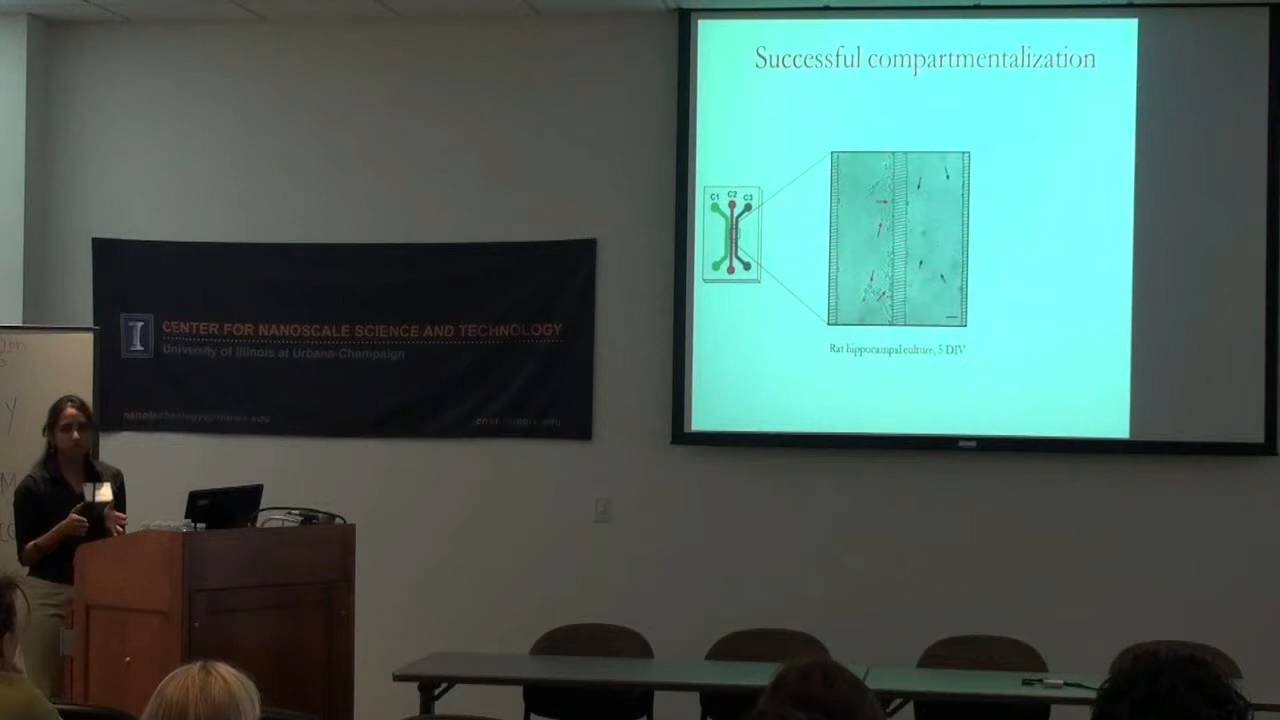 Successful compartmentalization
C1 C2 C3
Rat hippocampal culture, 5 DIV
I
CENTER FOR NANOSCALE SCIENCE AND TECHNOLOGY
University of Illinois at Urbana-Champaign